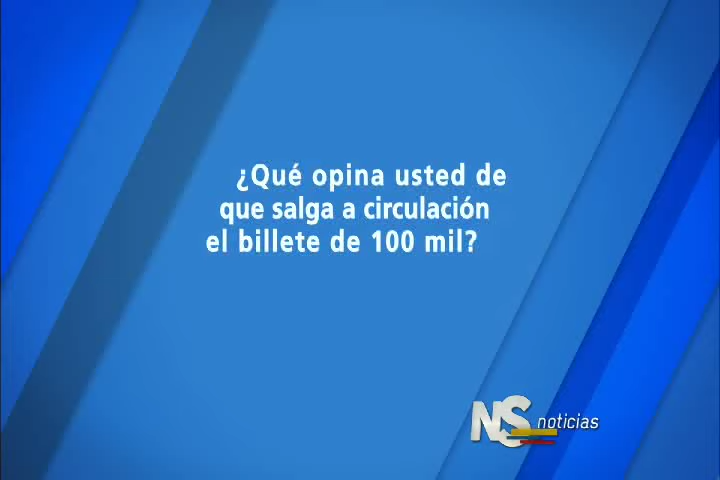 ¿Qué opina usted de
que salga a circulación
el billete de 100 mil?
NS noticias